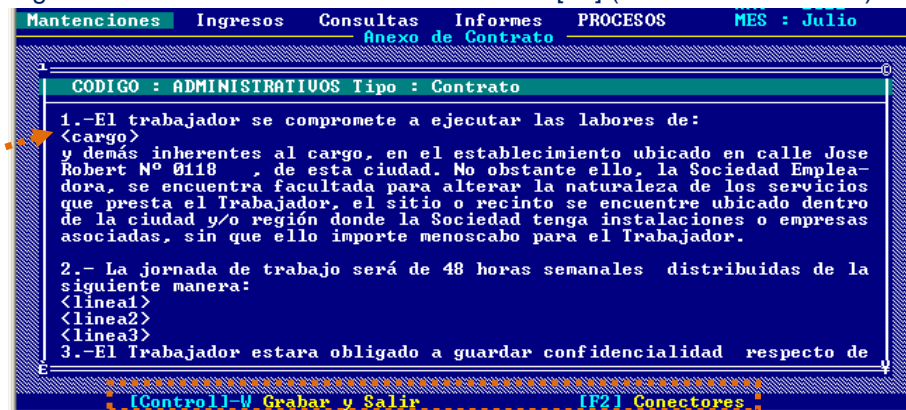 Mantenciones Ingresos Consultas Informes PROCESOS MES : Julio
Anexo de Contrato
CODIGO : ADMINISTRATIVOS Tipo : Contrato
1.-El trabajador se compromete a ejecutar las labores de:
<cargo>
y demás inherentes al cargo, en el establecimiento ubicado en calle Jose
Robert Nº 0118 , de esta ciudad. No obstante ello, la Sociedad Emplea-
dora, se encuentra facultada para alterar la naturaleza de los servicios
que presta el Trabajador, el sitio o recinto se encuentre ubicado dentro
de la ciudad y/o región donde la Sociedad tenga instalaciones o empresas
asociadas, sin que ello importe menoscabo para el Trabajador.
2.- La jornada de trabajo será de 48 horas semanales distribuidas de la
siguiente manera:
<linea1>
<linea2>
<linea3>
3.-El Trabajador estara obligado a guardar confidencialidad respecto de
[Control]-W Grabar y Salir [F2] Conectores